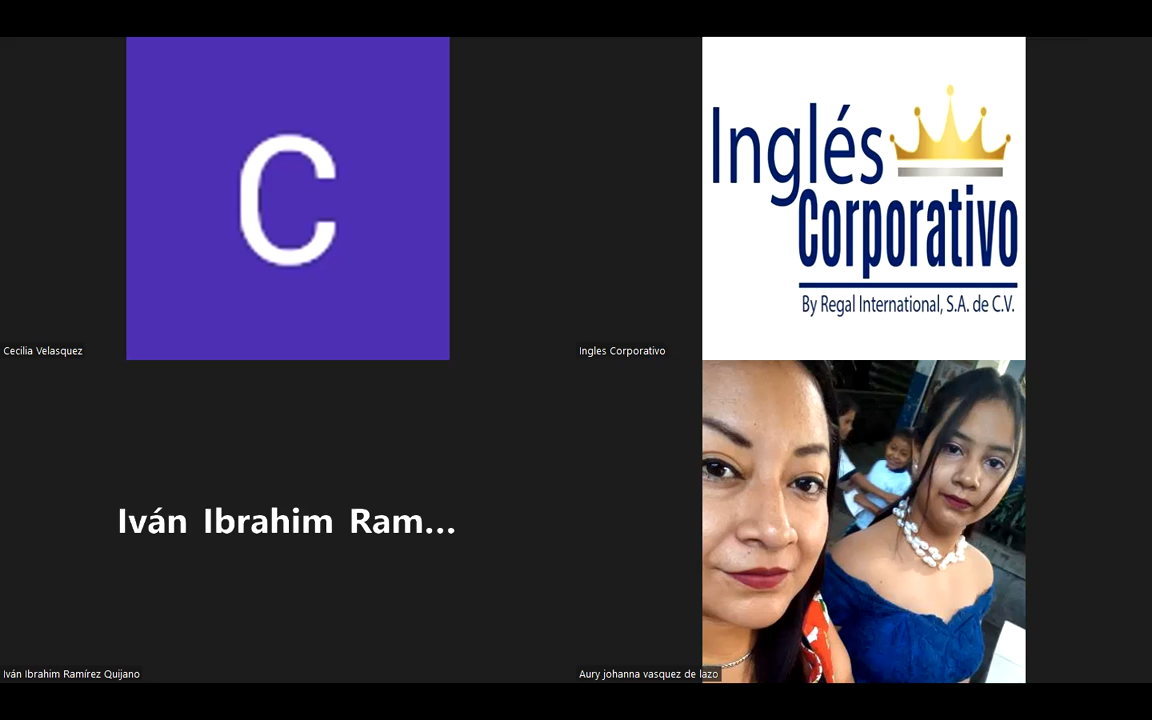 C
Cecilia Velasquez
Inglés
Corporativo
By Regal International, S.A. de C.V.
Ingles Corporativo
Iván Ibrahim Ram...
Iván Ibrahim Ramírez Quijano
Aury johanna vasquez de lazo